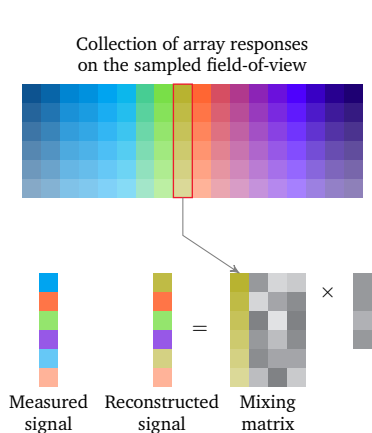 Collection of array responses
on the sampled field-of-view
×
=
Measured
signal
Reconstructed
signal
Mixing
matrix